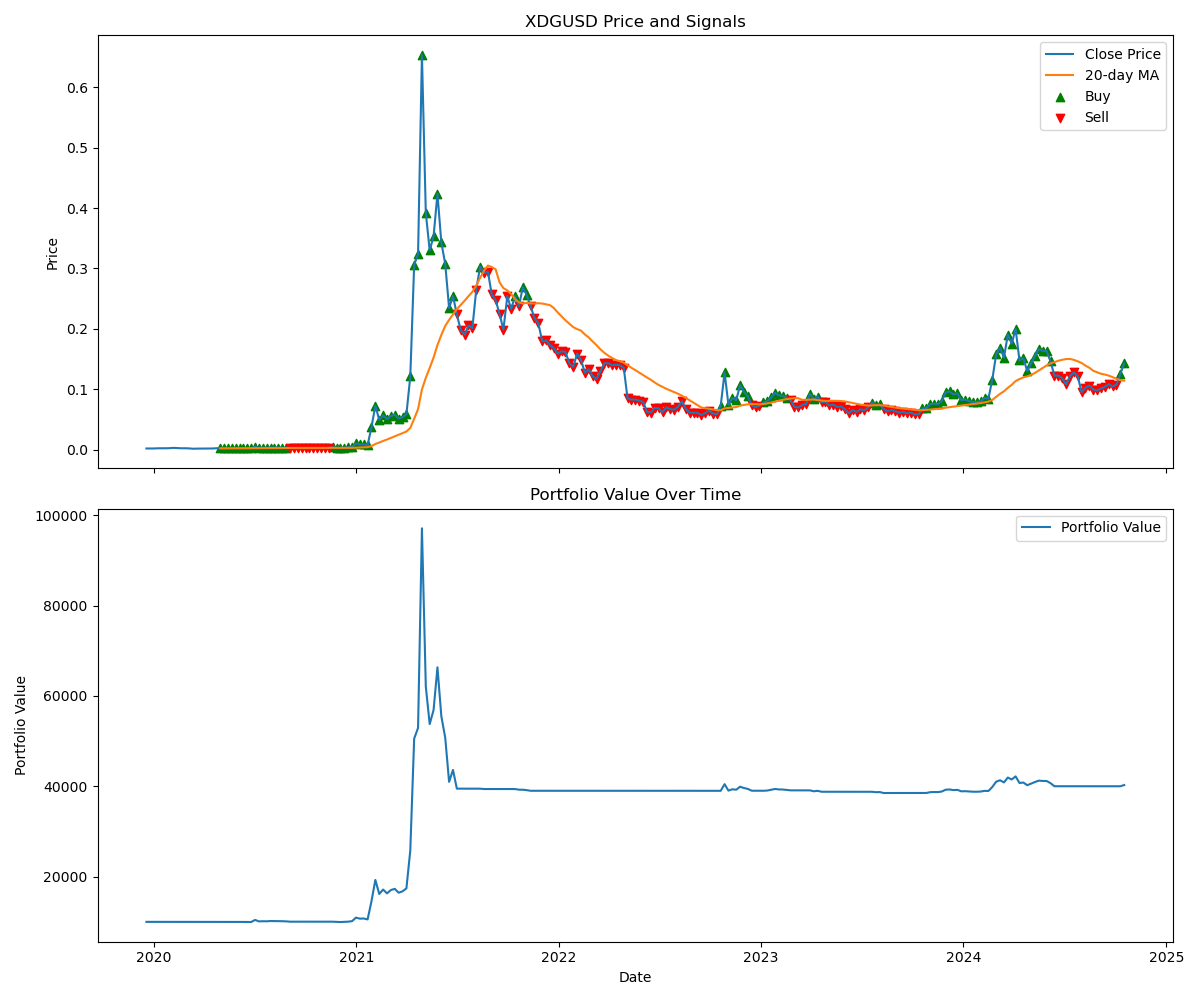 XDGUSD Price and Signals
Close Price
20-day MA
Buy
Sell
Price
0.6
0.5
0.4
0.3
0.2
0.1
0.0
Portfolio Value Over Time
Portfolio Value
Portfolio Value
100000
80000
60000
40000
20000
2020
2021
2022
2023
2024
2025
Date